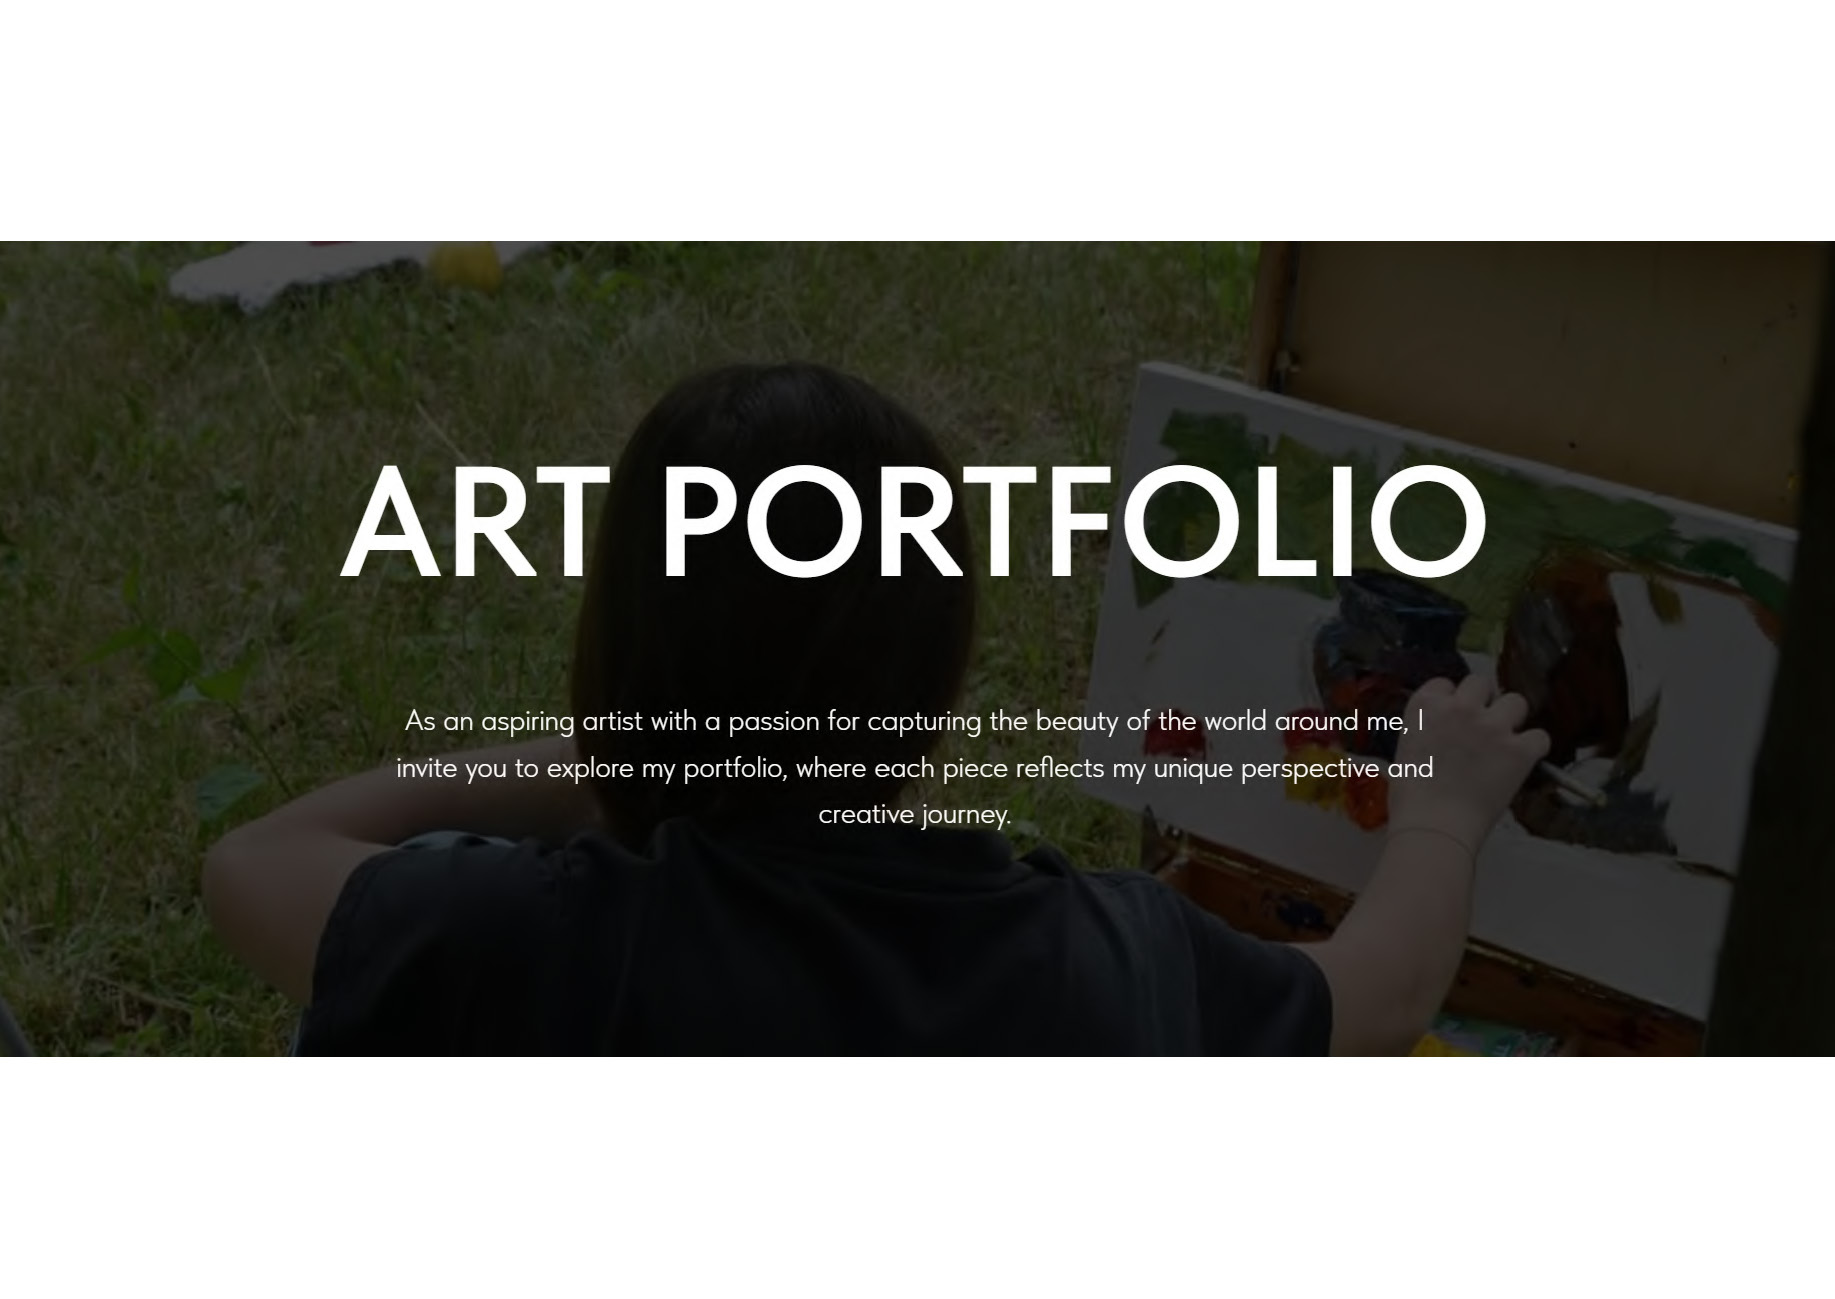 ART PORTFOLIO
As an aspiring artist with a passion for capturing the beauty of the world around me, I
invite you to explore my portfolio, where each piece reflects my unique perspective and
creative journey.